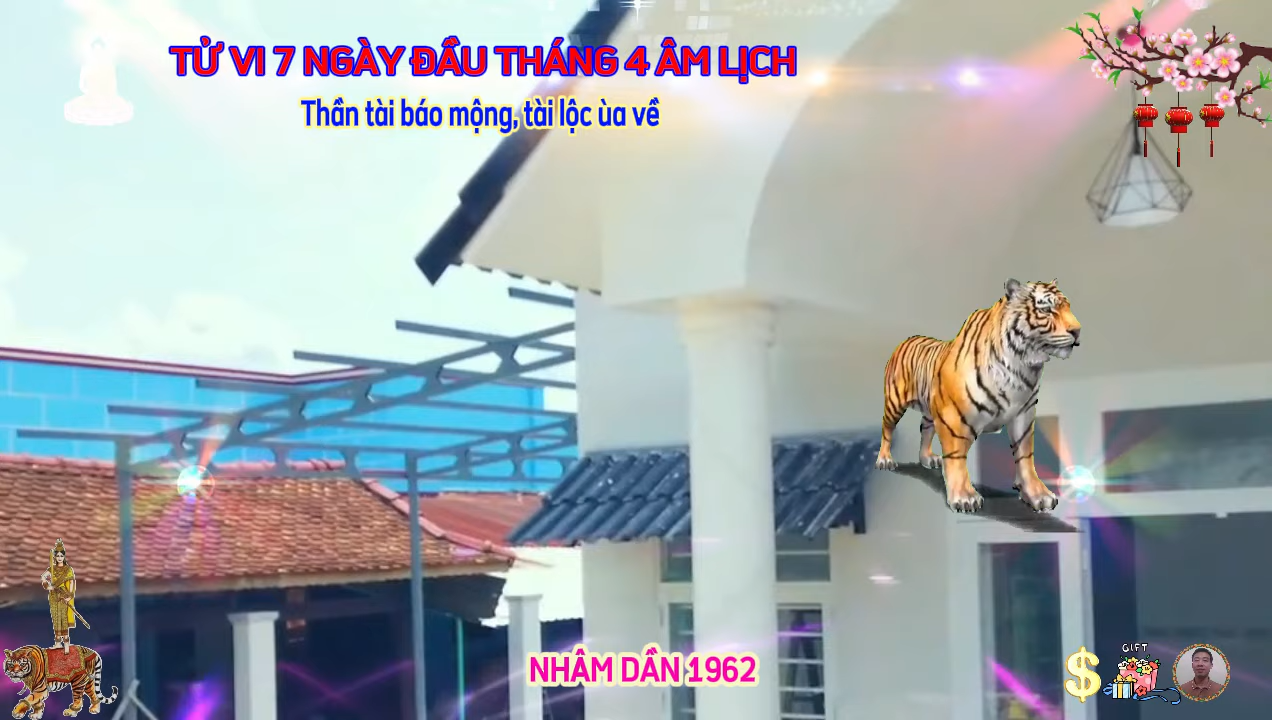 TỬ VI 7 NGÀY ĐẦU THÁNG 4 ÂM LỊCH
Thần tài báo mộng, tài lộc ùa về
NHÂM DẦN 1962
GIFT